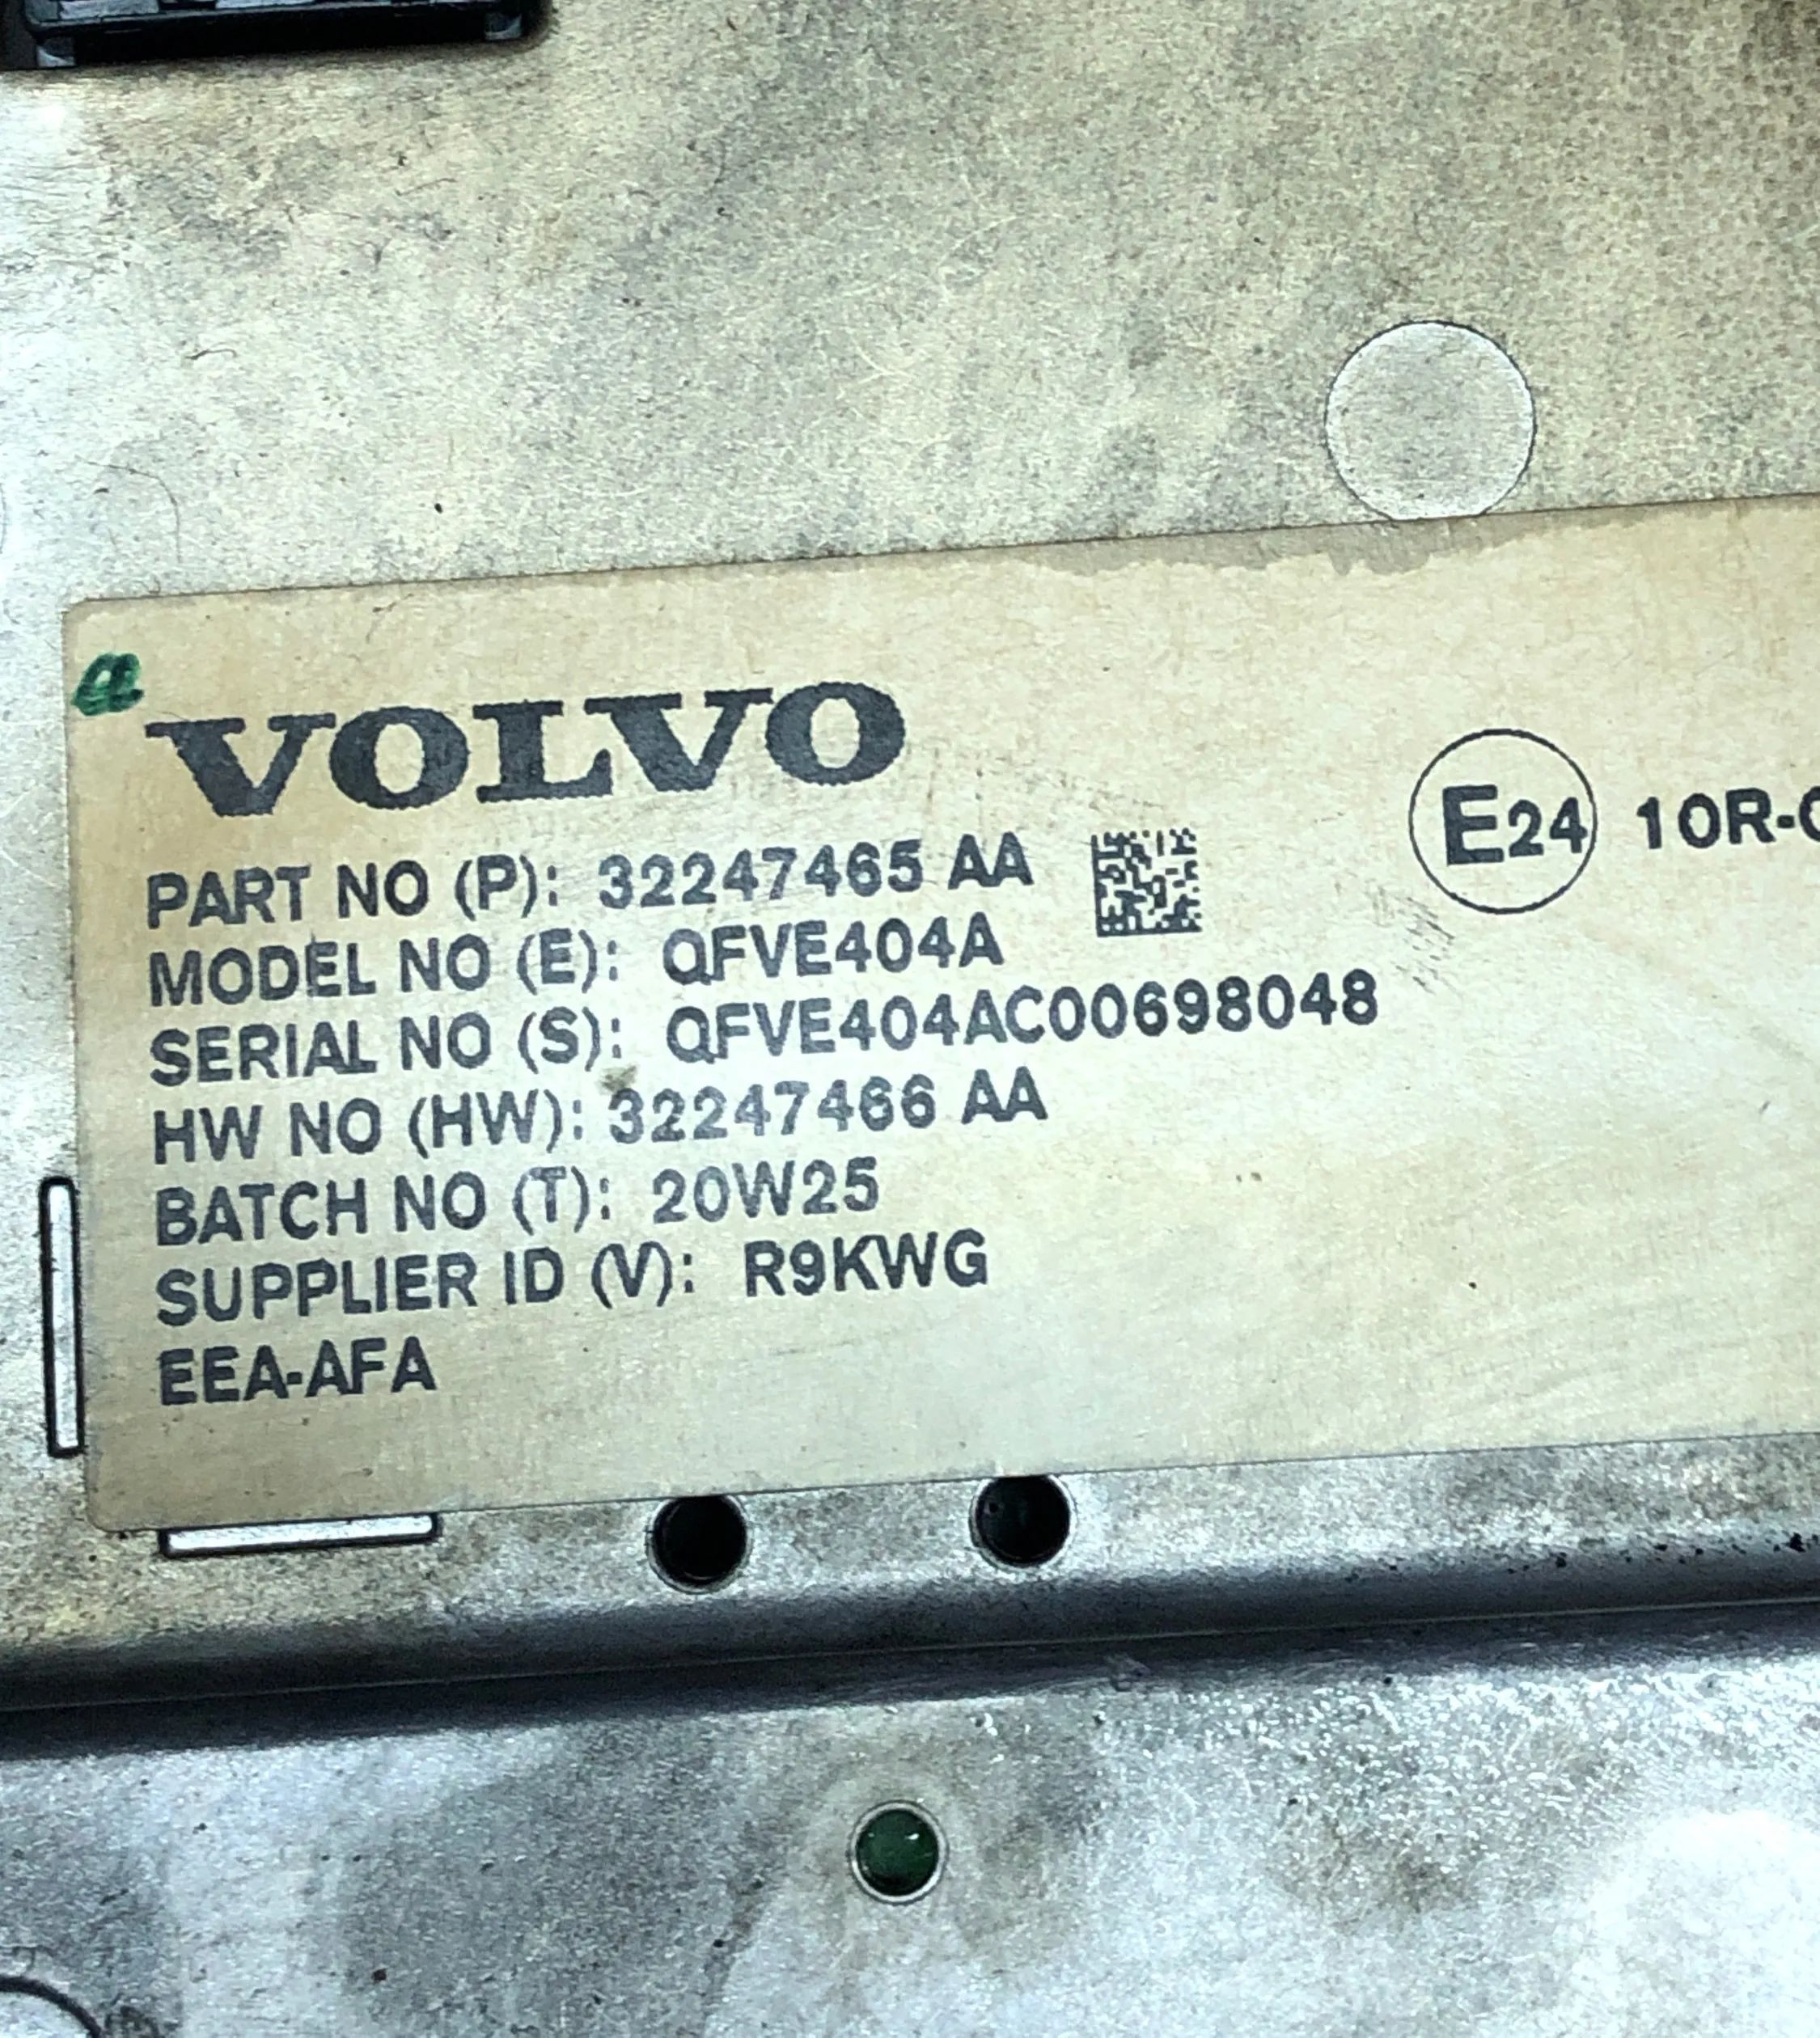 VOLVO
PART NO (P): 32247465 AA
MODEL NO (E): QFVE404A
SERIAL NO (S): QFVE404AC00698048
HW NO (HW): 32247466 AA
BATCH NO (T): 20W25
SUPPLIER ID (V): R9KWG
EEA-AFA
E24 10R-